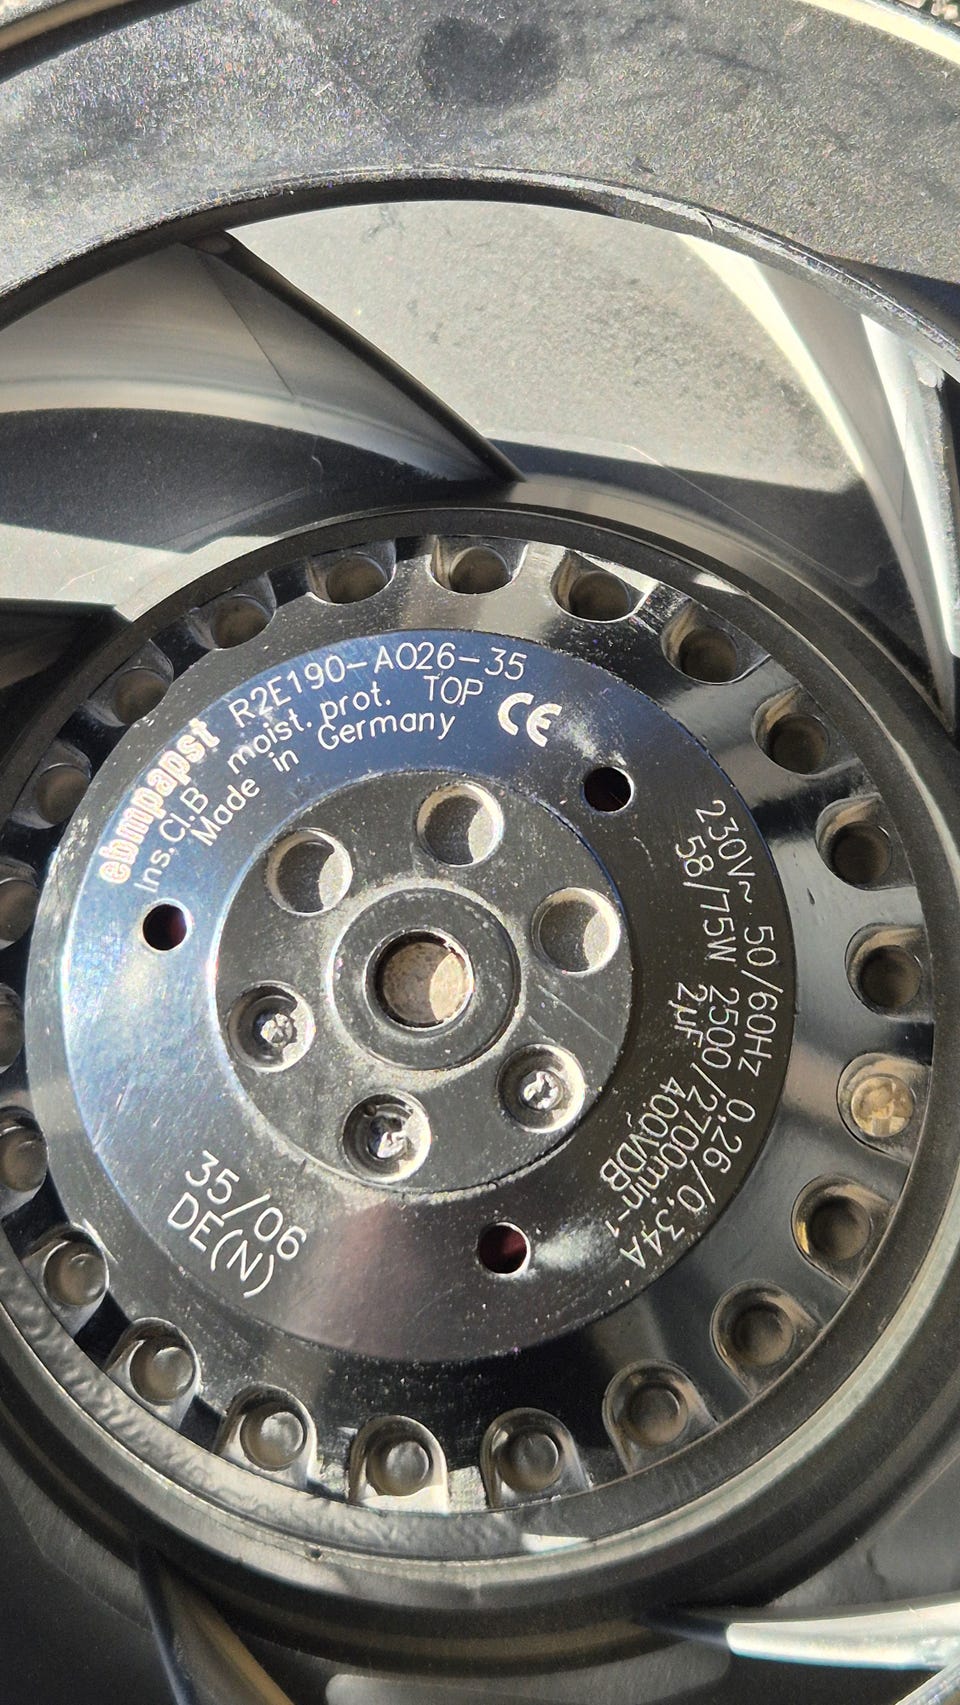 ebmpapst R2E190-AO26-35
Ins.Cl.B moist. prot. TOP
Made in Germany
CE
230V~ 50/60Hz 0,26/0,34A
58/75W 2500/2700min-1
2µF 400VDB
35/06
DE(N)